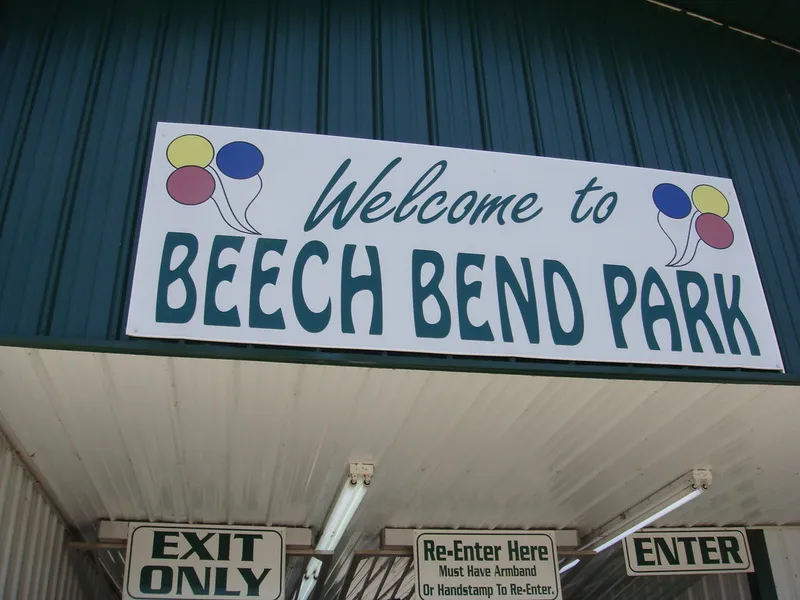 Welcome to
BEECH BEND PARK
EXIT
ONLY
Re-Enter Here
Must Have Armband
Or Handstamp To Re-Enter.
ENTER